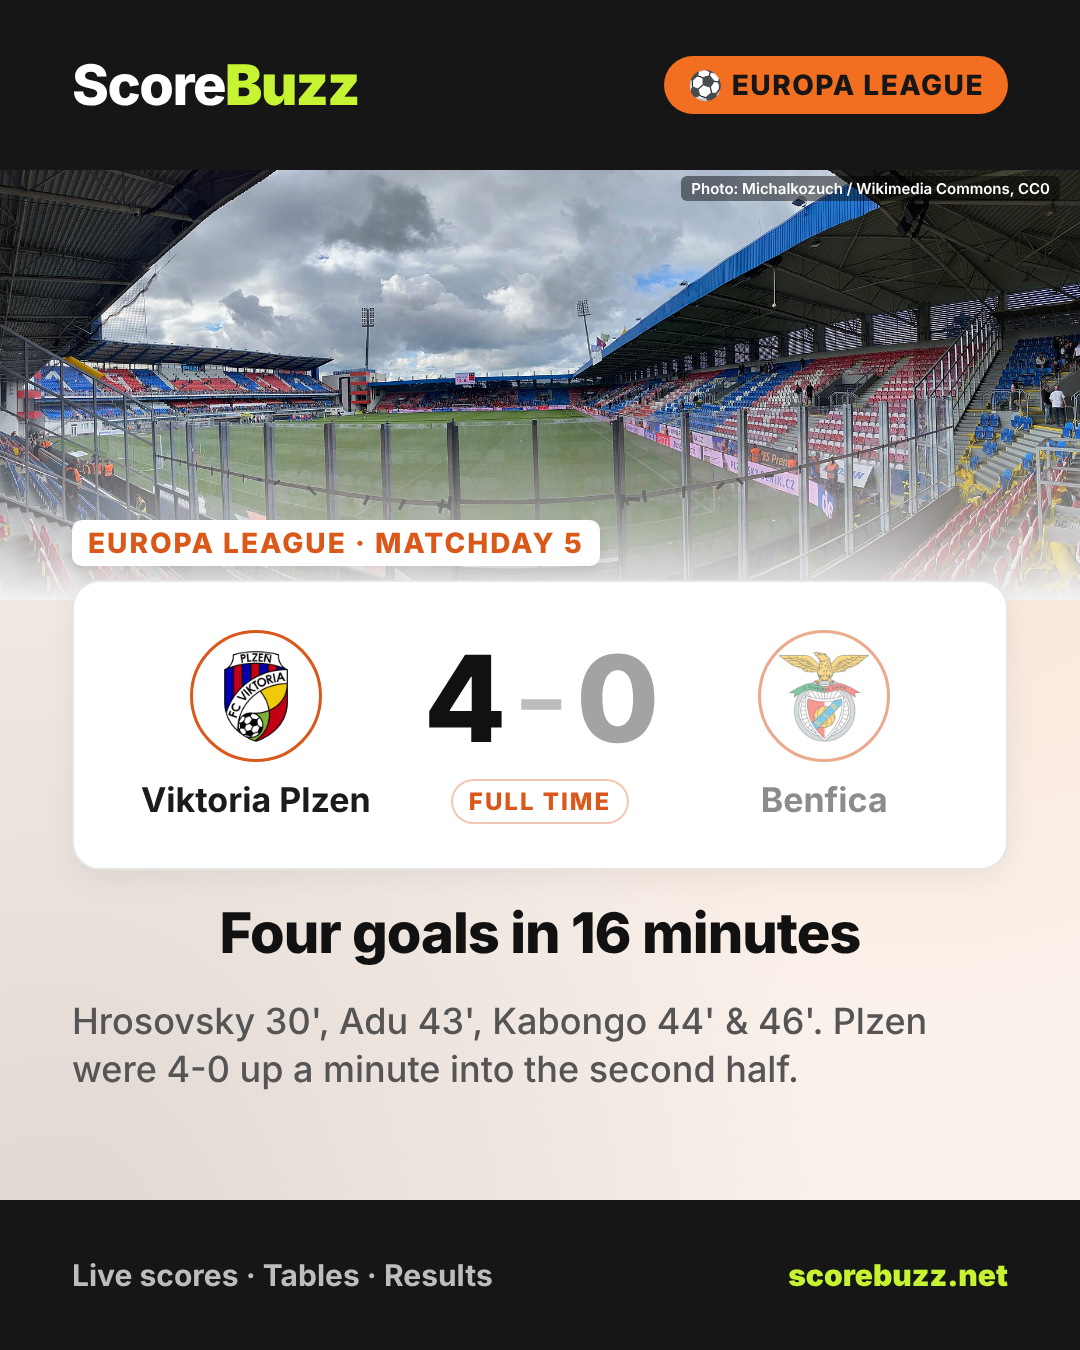 ScoreBuzz
⚽ EUROPA LEAGUE
Photo: Michalkozuch / Wikimedia Commons, CC0
EUROPA LEAGUE · MATCHDAY 5
PLZEŇ
FC VIKTORIA
4 - 0
Viktoria Plzen
FULL TIME
Benfica
Four goals in 16 minutes
Hrosovsky 30', Adu 43', Kabongo 44' & 46'. Plzen
were 4-0 up a minute into the second half.
Live scores · Tables · Results
scorebuzz.net